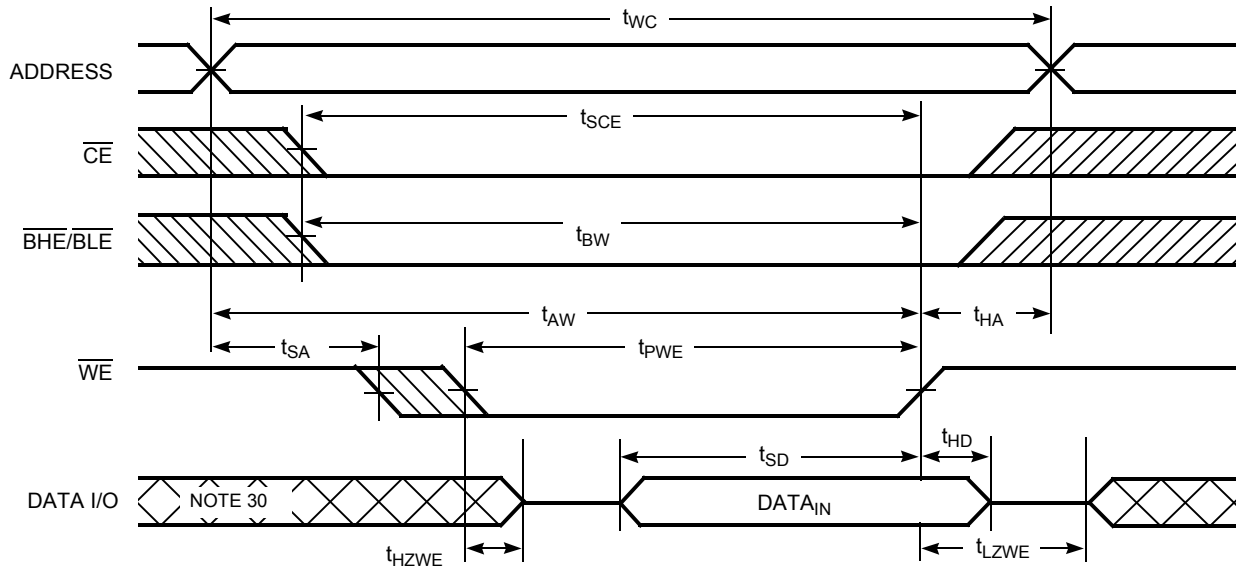 tWC
ADDRESS
tSCE
CE
tBW
BHE/BLE
tAW
tHA
tSA
tPWE
WE
tHD
tSD
DATA I/O
NOTE 30
DATAIN
tHZWE
tLZWE